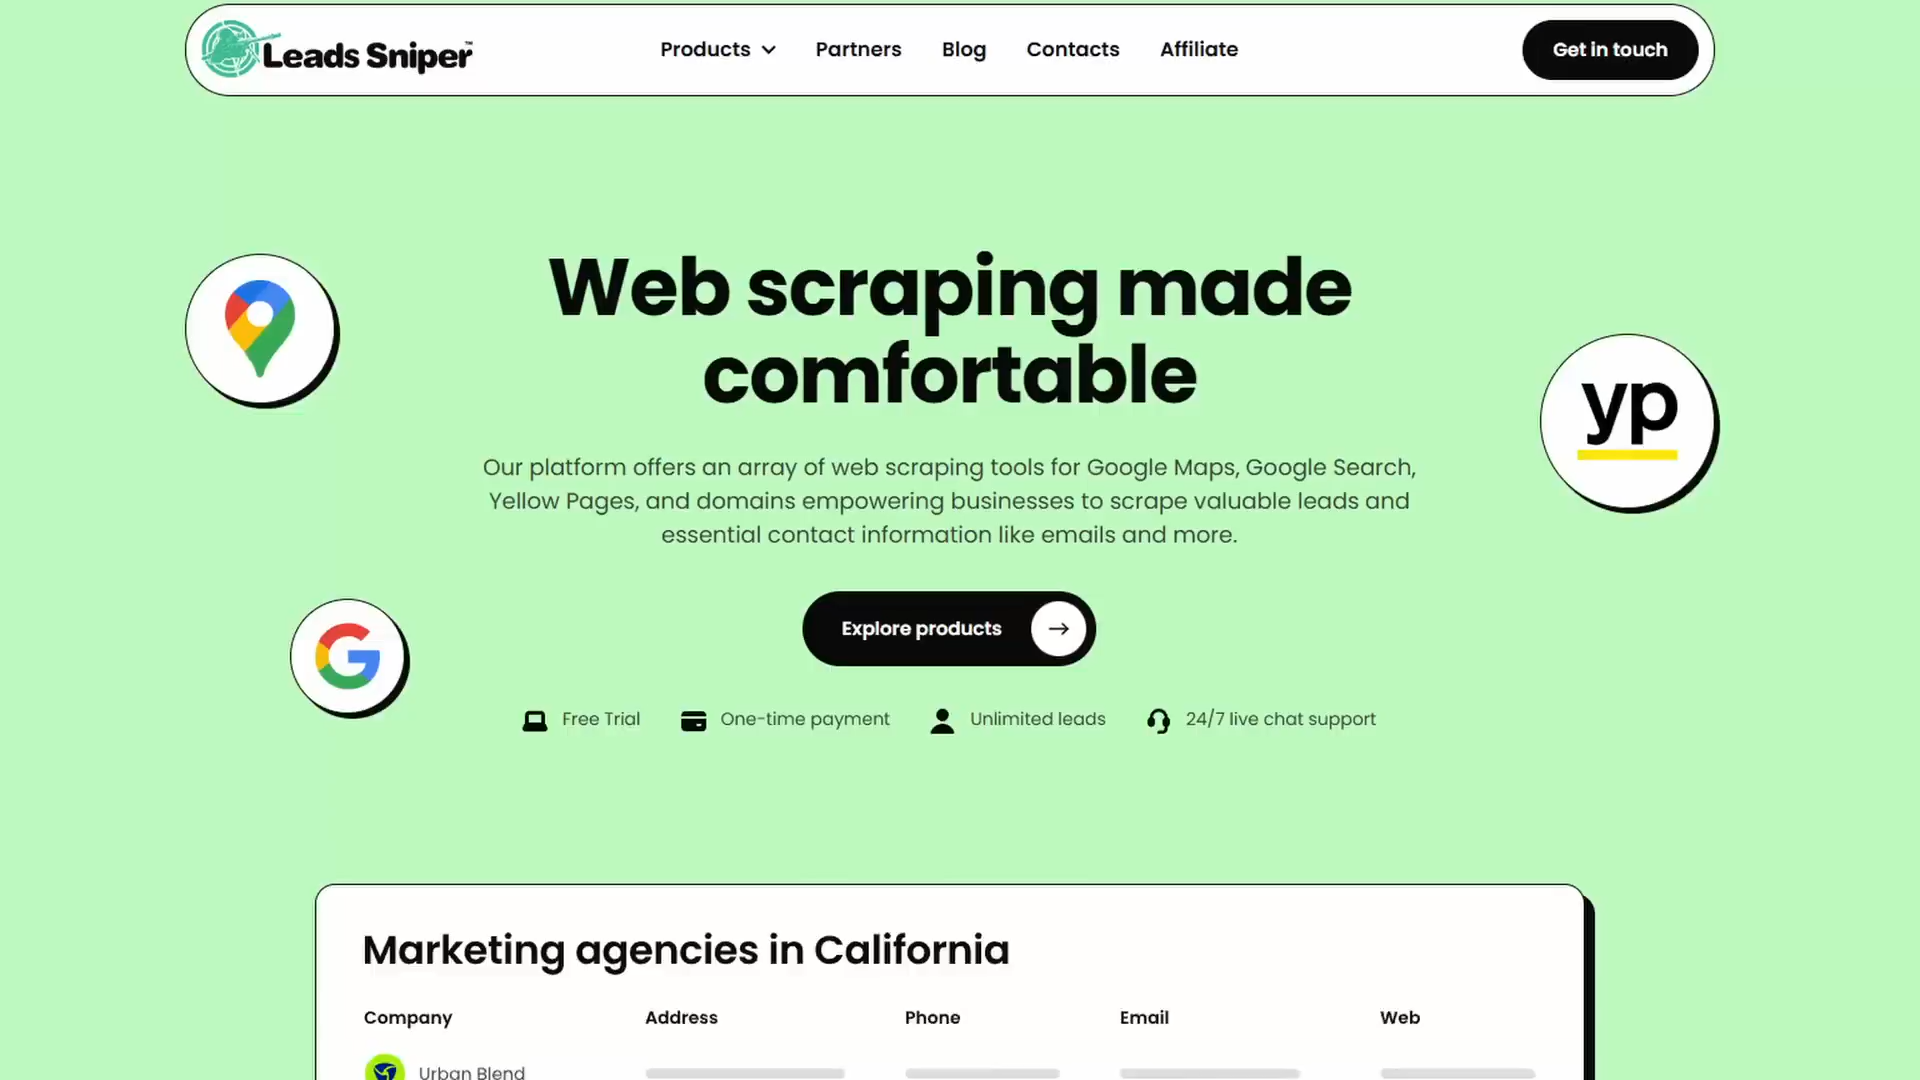 Leads Sniper™
Products
Partners
Blog
Contacts
Affiliate
Get in touch
Web scraping made
comfortable
Our platform offers an array of web scraping tools for Google Maps, Google Search,
Yellow Pages, and domains empowering businesses to scrape valuable leads and
essential contact information like emails and more.
yp
Explore products
G
Free Trial
One-time payment
Unlimited leads
24/7 live chat support
Marketing agencies in California
Company
Address
Phone
Email
Web
Urban Blend